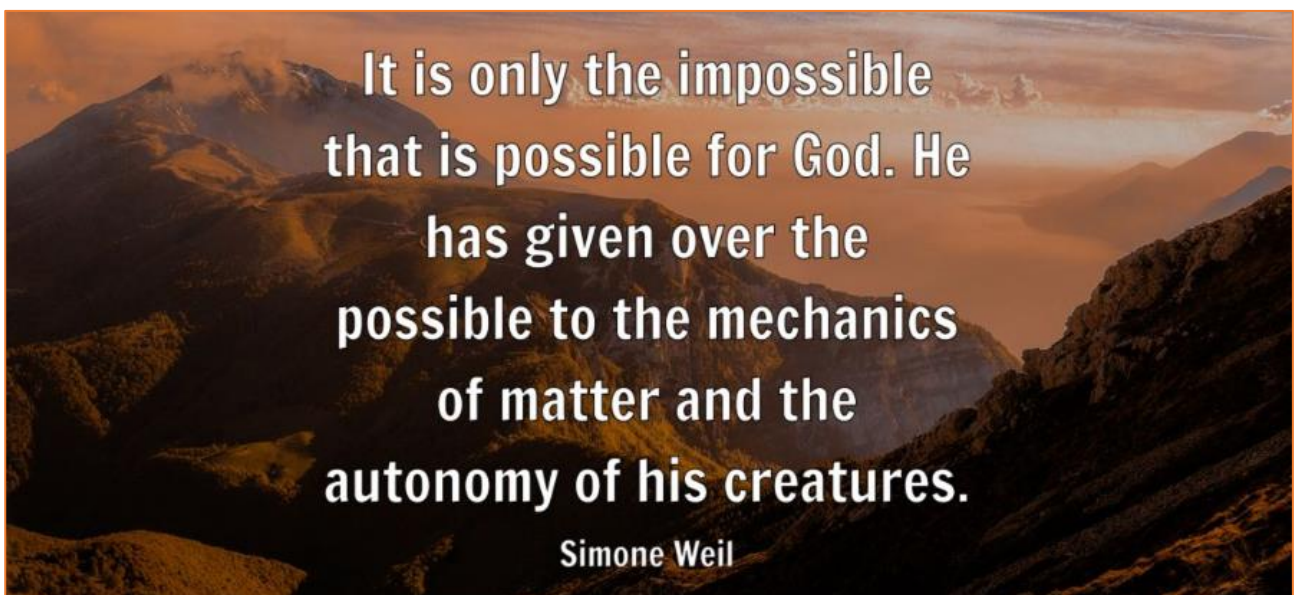 It is only the impossible
that is possible for God. He
has given over the
possible to the mechanics
of matter and the
autonomy of his creatures.
Simone Weil